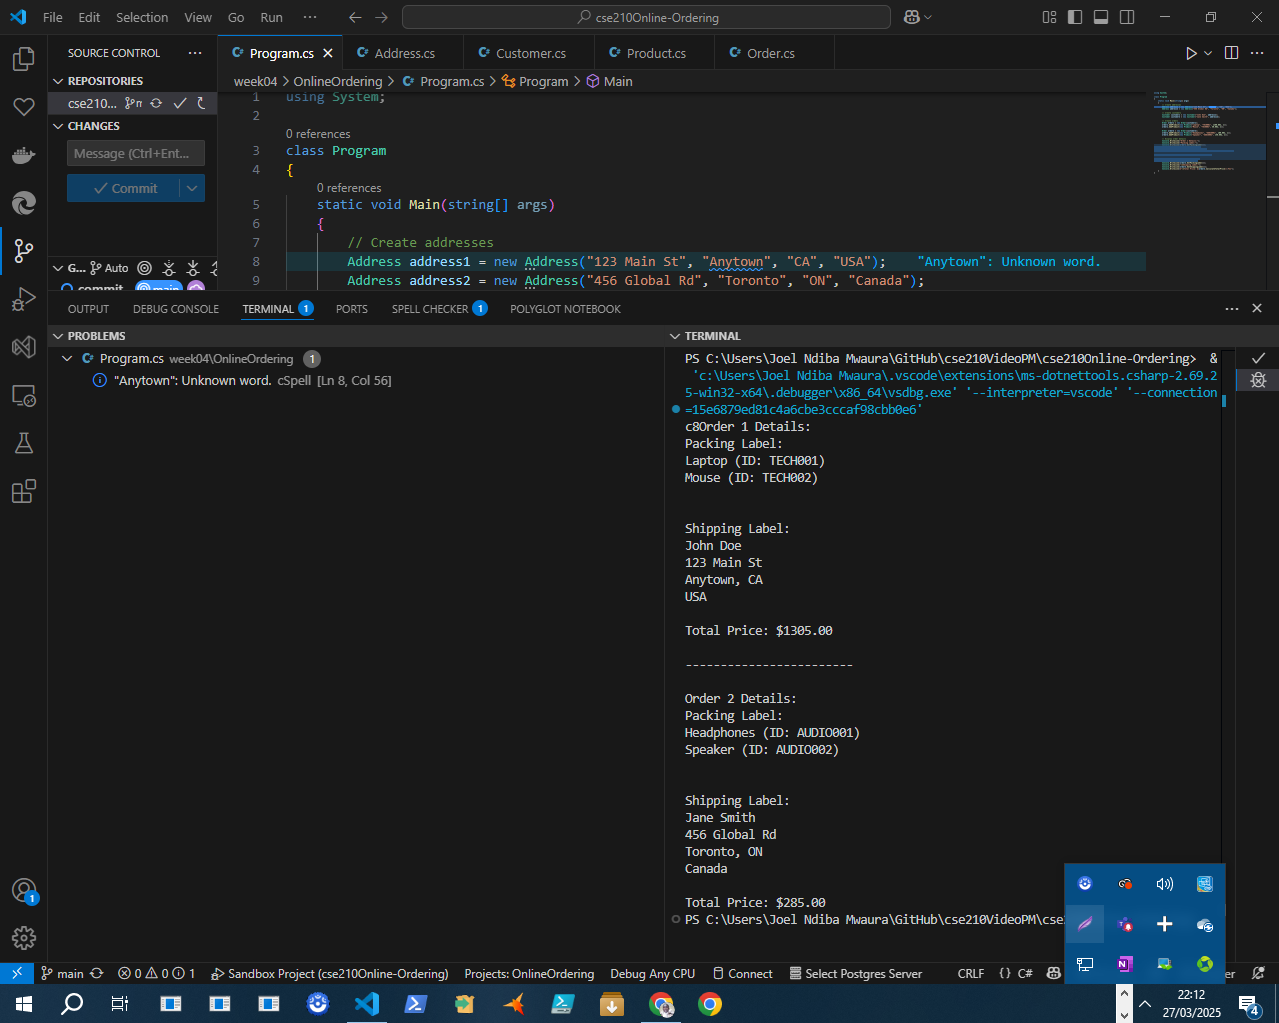 File Edit Selection View Go Run ··· cse210Online-Ordering
SOURCE CONTROL ···
REPOSITORIES
cse210...
CHANGES
Message (Ctrl+Ent...
Commit
G... Auto
commit main
Program.cs Address.cs Customer.cs Product.cs Order.cs
week04 > OnlineOrdering > Program.cs > Program > Main
1 using System;
2
0 references
3 class Program
4 {
0 references
5 static void Main(string[] args)
6 {
7 // Create addresses
8 Address address1 = new Address("123 Main St", "Anytown", "CA", "USA"); "Anytown": Unknown word.
9 Address address2 = new Address("456 Global Rd", "Toronto", "ON", "Canada");
OUTPUT DEBUG CONSOLE TERMINAL 1 PORTS SPELL CHECKER 1 POLYGLOT NOTEBOOK
PROBLEMS
Program.cs week04\OnlineOrdering 1
"Anytown": Unknown word. cSpell [Ln 8, Col 56]
TERMINAL
PS C:\Users\Joel Ndiba Mwaura\GitHub\cse210VideoPM\cse210Online-Ordering> &
'c:\Users\Joel Ndiba Mwaura\.vscode\extensions\ms-dotnettools.csharp-2.69.2
5-win32-x64\.debugger\x86_64\vsdbg.exe' '--interpreter=vscode' '--connection
=15e6879ed81c4a6cbe3cccaf98cbb0e6'
c8Order 1 Details:
Packing Label:
Laptop (ID: TECH001)
Mouse (ID: TECH002)
Shipping Label:
John Doe
123 Main St
Anytown, CA
USA
Total Price: $1305.00
------------------------
Order 2 Details:
Packing Label:
Headphones (ID: AUDIO001)
Speaker (ID: AUDIO002)
Shipping Label:
Jane Smith
456 Global Rd
Toronto, ON
Canada
Total Price: $285.00
PS C:\Users\Joel Ndiba Mwaura\GitHub\cse210VideoPM\cse
1
main 0 0 1 Sandbox Project (cse210Online-Ordering) Projects: OnlineOrdering Debug Any CPU Connect Select Postgres Server CRLF {} C#
22:12
27/03/2025
4